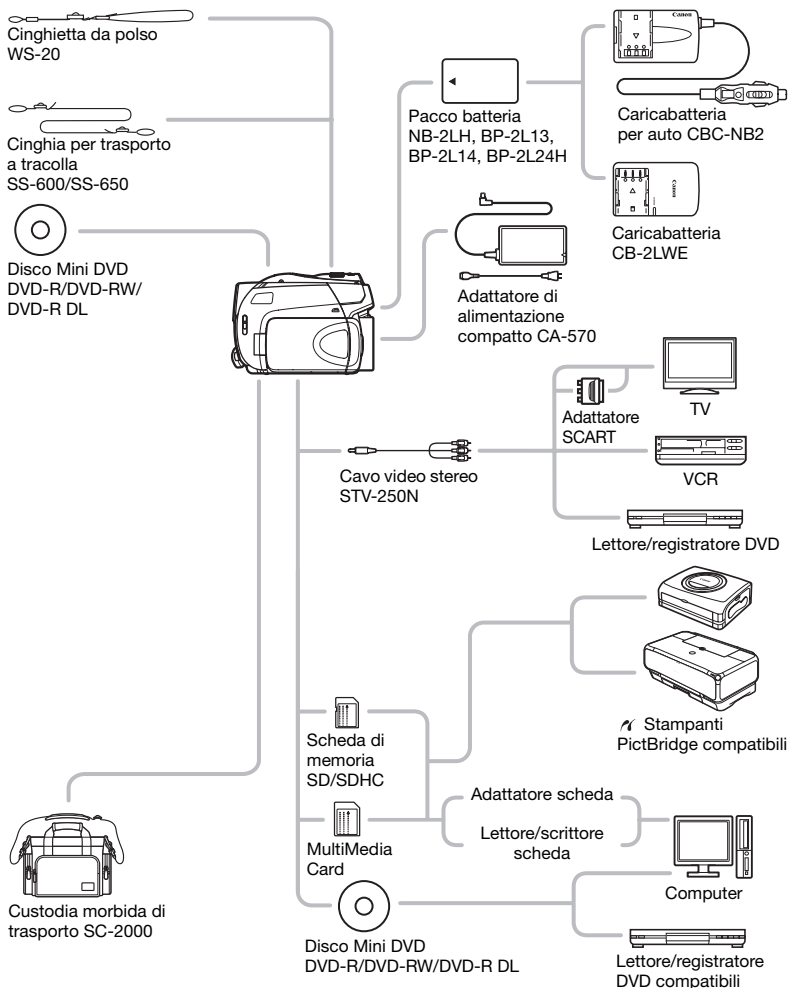 Cinghietta da polso
WS-20
Cinghia per trasporto
a tracolla
SS-600/SS-650
Disco Mini DVD
DVD-R/DVD-RW/
DVD-R DL
Pacco batteria
NB-2LH, BP-2L13,
BP-2L14, BP-2L24H
Canon
Caricabatteria
per auto CBC-NB2
Canon
Caricabatteria
CB-2LWE
Adattatore di
alimentazione
compatto CA-570
Adattatore
SCART
TV
Cavo video stereo
STV-250N
VCR
Lettore/registratore DVD
Stampanti
PictBridge compatibili
Scheda di
memoria
SD/SDHC
MultiMedia
Card
Adattatore scheda
Lettore/scrittore
scheda
Computer
Custodia morbida di
trasporto SC-2000
Disco Mini DVD
DVD-R/DVD-RW/DVD-R DL
Lettore/registratore
DVD compatibili